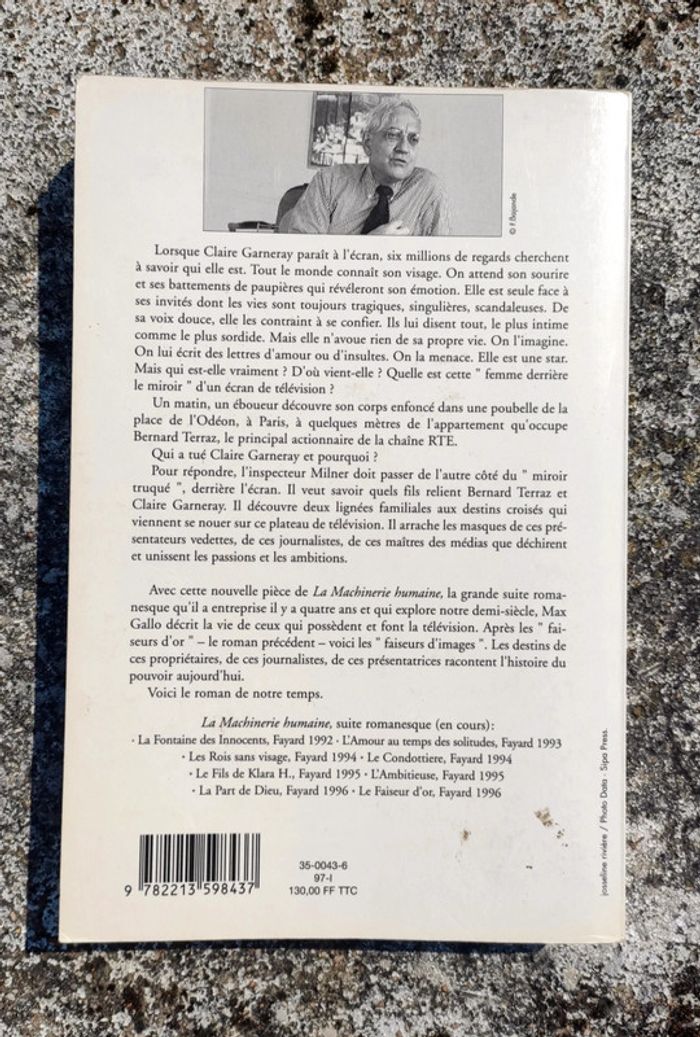 © F. Bajande
Lorsque Claire Garneray paraît à l'écran, six millions de regards cherchent
à savoir qui elle est. Tout le monde connaît son visage. On attend son sourire
et ses battements de paupières qui révéleront son émotion. Elle est seule face à
ses invités dont les vies sont toujours tragiques, singulières, scandaleuses. De
sa voix douce, elle les contraint à se confier. Ils lui disent tout, le plus intime
comme le plus sordide. Mais elle n'avoue rien de sa propre vie. On l'imagine.
On lui écrit des lettres d'amour ou d'insultes. On la menace. Elle est une star.
Mais qui est-elle vraiment ? D'où vient-elle ? Quelle est cette " femme derrière
le miroir " d'un écran de télévision ?
Un matin, un éboueur découvre son corps enfoncé dans une poubelle de la
place de l'Odéon, à Paris, à quelques mètres de l'appartement qu'occupe
Bernard Terraz, le principal actionnaire de la chaîne RTE.
Qui a tué Claire Garneray et pourquoi ?
Pour répondre, l'inspecteur Milner doit passer de l'autre côté du " miroir
truqué ", derrière l'écran. Il veut savoir quels fils relient Bernard Terraz et
Claire Garneray. Il découvre deux lignées familiales aux destins croisés qui
viennent se nouer sur ce plateau de télévision. Il arrache les masques de ces pré-
sentateurs vedettes, de ces journalistes, de ces maîtres des médias que déchirent
et unissent les passions et les ambitions.
Avec cette nouvelle pièce de La Machinerie humaine, la grande suite roma-
nesque qu'il a entreprise il y a quatre ans et qui explore notre demi-siècle, Max
Gallo décrit la vie de ceux qui possèdent et font la télévision. Après les " fai-
seurs d'or " – le roman précédent – voici les " faiseurs d'images ". Les destins de
ces propriétaires, de ces journalistes, de ces présentatrices racontent l'histoire du
pouvoir aujourd'hui.
Voici le roman de notre temps.
La Machinerie humaine, suite romanesque (en cours) :
• La Fontaine des Innocents, Fayard 1992 • L'Amour au temps des solitudes, Fayard 1993
• Les Rois sans visage, Fayard 1994 • Le Condottiere, Fayard 1994
• Le Fils de Klara H., Fayard 1995 • L'Ambitieuse, Fayard 1995
• La Part de Dieu, Fayard 1996 • Le Faiseur d'or, Fayard 1996
josseline rivière / Photo Data - Sipa Press.
35-0043-6
97-I
130,00 FF TTC
9 782213 598437